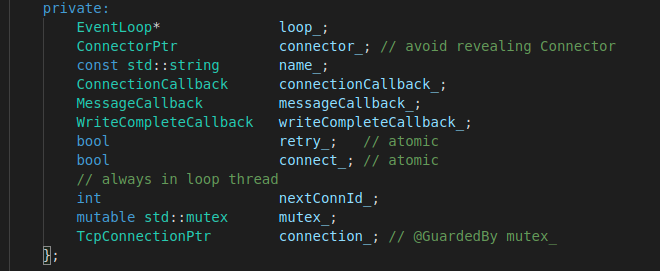 private:
    EventLoop*              loop_;
    ConnectorPtr            connector_; // avoid revealing Connector
    const std::string       name_;
    ConnectionCallback      connectionCallback_;
    MessageCallback         messageCallback_;
    WriteCompleteCallback   writeCompleteCallback_;
    bool                    retry_;   // atomic
    bool                    connect_; // atomic
    // always in loop thread
    int                     nextConnId_;
    mutable std::mutex      mutex_;
    TcpConnectionPtr        connection_; // @GuardedBy mutex_
};